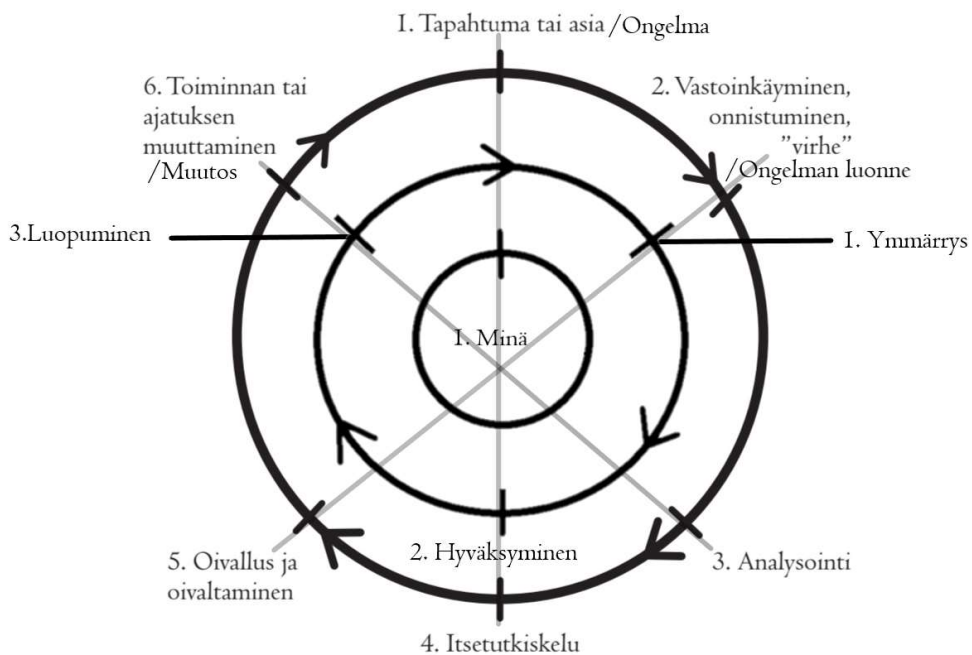 1. Tapahtuma tai asia /Ongelma
6. Toiminnan tai
ajatuksen
muuttaminen
/Muutos
2. Vastoinkäyminen,
onnistuminen,
”virhe”
/Ongelman luonne
3.Luopuminen
1. Ymmärrys
1. Minä
2. Hyväksyminen
5. Oivallus ja
oivaltaminen
3. Analysointi
4. Itsetutkiskelu